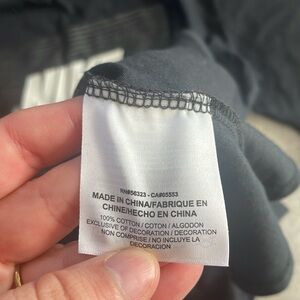 RN#56323 - CA#05553
MADE IN CHINA/FABRIQUE EN
CHINE/HECHO EN CHINA
100% COTTON / COTON / ALGODON
EXCLUSIVE OF DECORATION / DECORATION
NON COMPRISE / NO INCLUYE LA
DECORACION